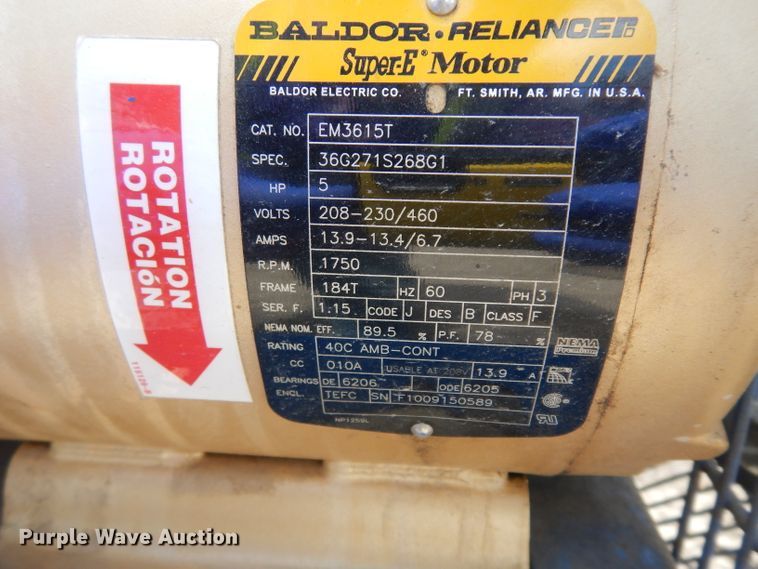 BALDOR • RELIANCER
Super-E® Motor
BALDOR ELECTRIC CO. FT. SMITH, AR. MFG. IN U.S.A.
CAT. NO. EM3615T
SPEC. 36G271S268G1
HP 5
VOLTS 208-230/460
AMPS 13.9-13.4/6.7
R.P.M. 1750
FRAME 184T HZ 60 PH 3
SER. F. 1.15 CODE J DES B CLASS F
NEMA NOM. EFF. 89.5 % P.F. 78 %
NEMA
Premium
RATING 40C AMB-CONT
CC 010A USABLE AT 208V 13.9 A
BEARINGS DE 6206 ODE 6205
ENCL. TEFC SN F1009150589
NP1259L
ROTATION
ROTACIÓN
Purple Wave Auction